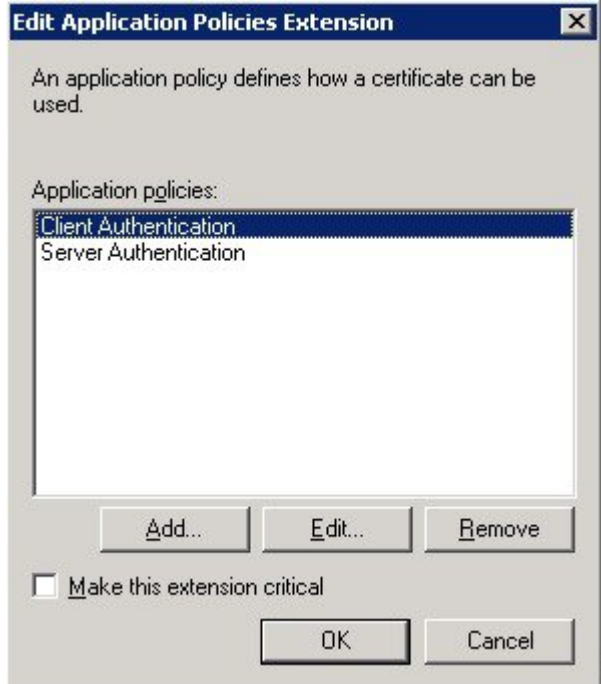 Edit Application Policies Extension
An application policy defines how a certificate can be
used.
Application policies:
Client Authentication
Server Authentication
Add... Edit... Remove
Make this extension critical
OK Cancel